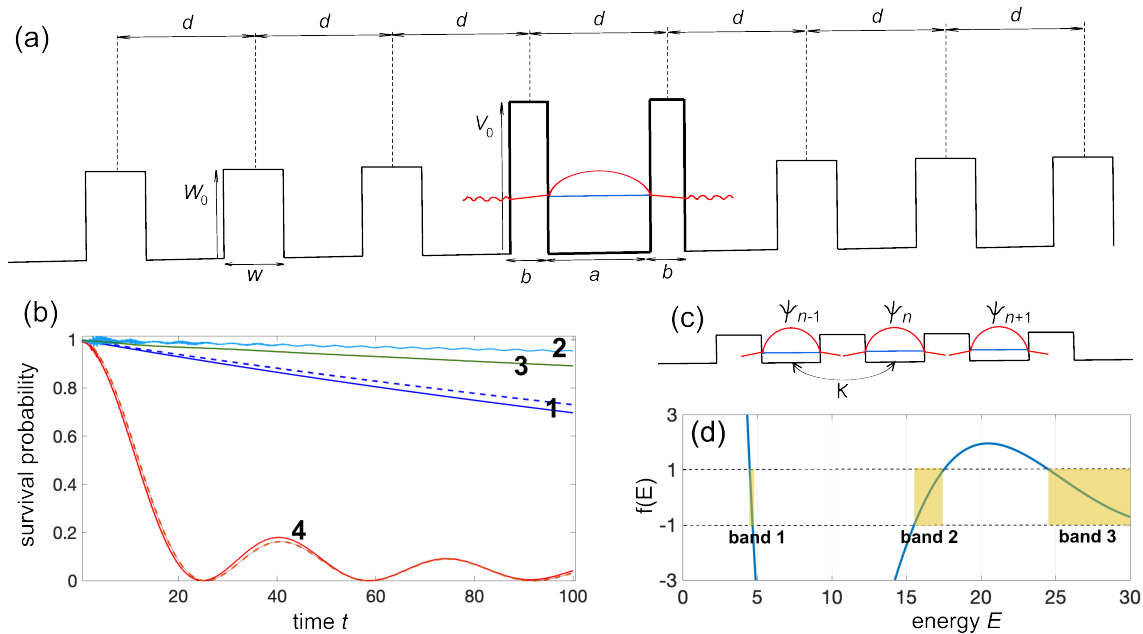 (a)
d d d d d d d
V0
W0
w b a b
(b)
survival probability
1
0.8
0.6
0.4
0.2
0
20 40 60 80 100
time t
2
3
1
4
(c)
ψn-1 ψn ψn+1
K
(d)
f(E)
3
1
-1
-3
band 1 band 2 band 3
0 5 10 15 20 25 30
energy E